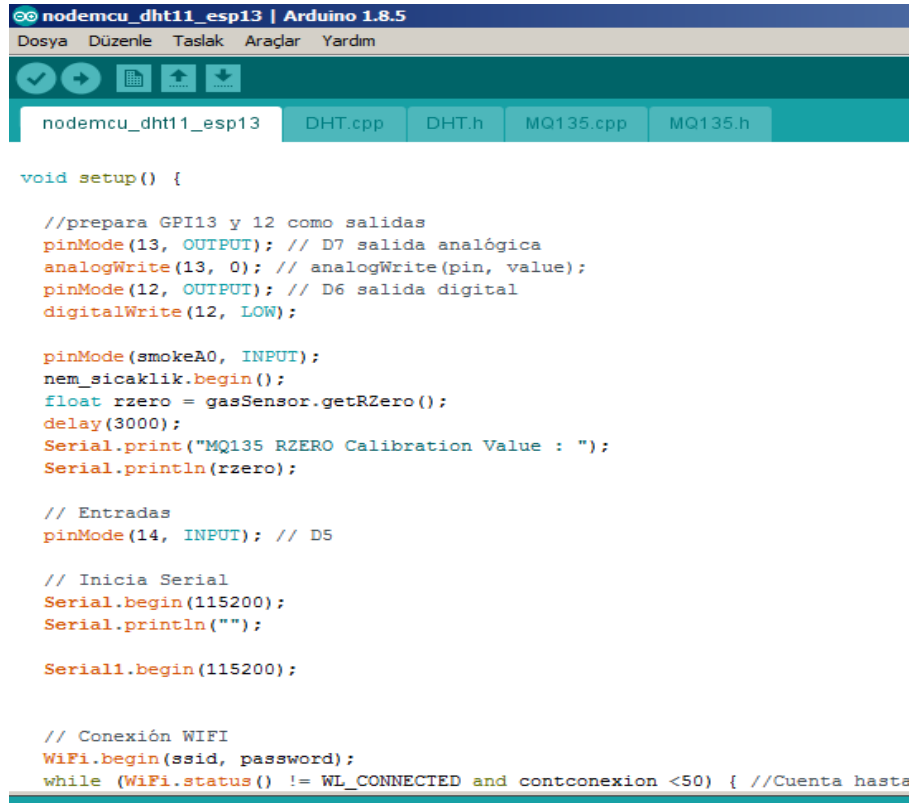 nodemcu_dht11_esp13 | Arduino 1.8.5
Dosya Düzenle Taslak Araçlar Yardım
nodemcu_dht11_esp13 DHT.cpp DHT.h MQ135.cpp MQ135.h
void setup() {
//prepara GPI13 y 12 como salidas
pinMode(13, OUTPUT); // D7 salida analógica
analogWrite(13, 0); // analogWrite(pin, value);
pinMode(12, OUTPUT); // D6 salida digital
digitalWrite(12, LOW);
pinMode(smokeA0, INPUT);
nem_sicaklik.begin();
float rzero = gasSensor.getRZero();
delay(3000);
Serial.print("MQ135 RZERO Calibration Value : ");
Serial.println(rzero);
// Entradas
pinMode(14, INPUT); // D5
// Inicia Serial
Serial.begin(115200);
Serial.println("");
Serial1.begin(115200);
// Conexión WIFI
WiFi.begin(ssid, password);
while (WiFi.status() != WL_CONNECTED and contconexion <50) { //Cuenta hasta